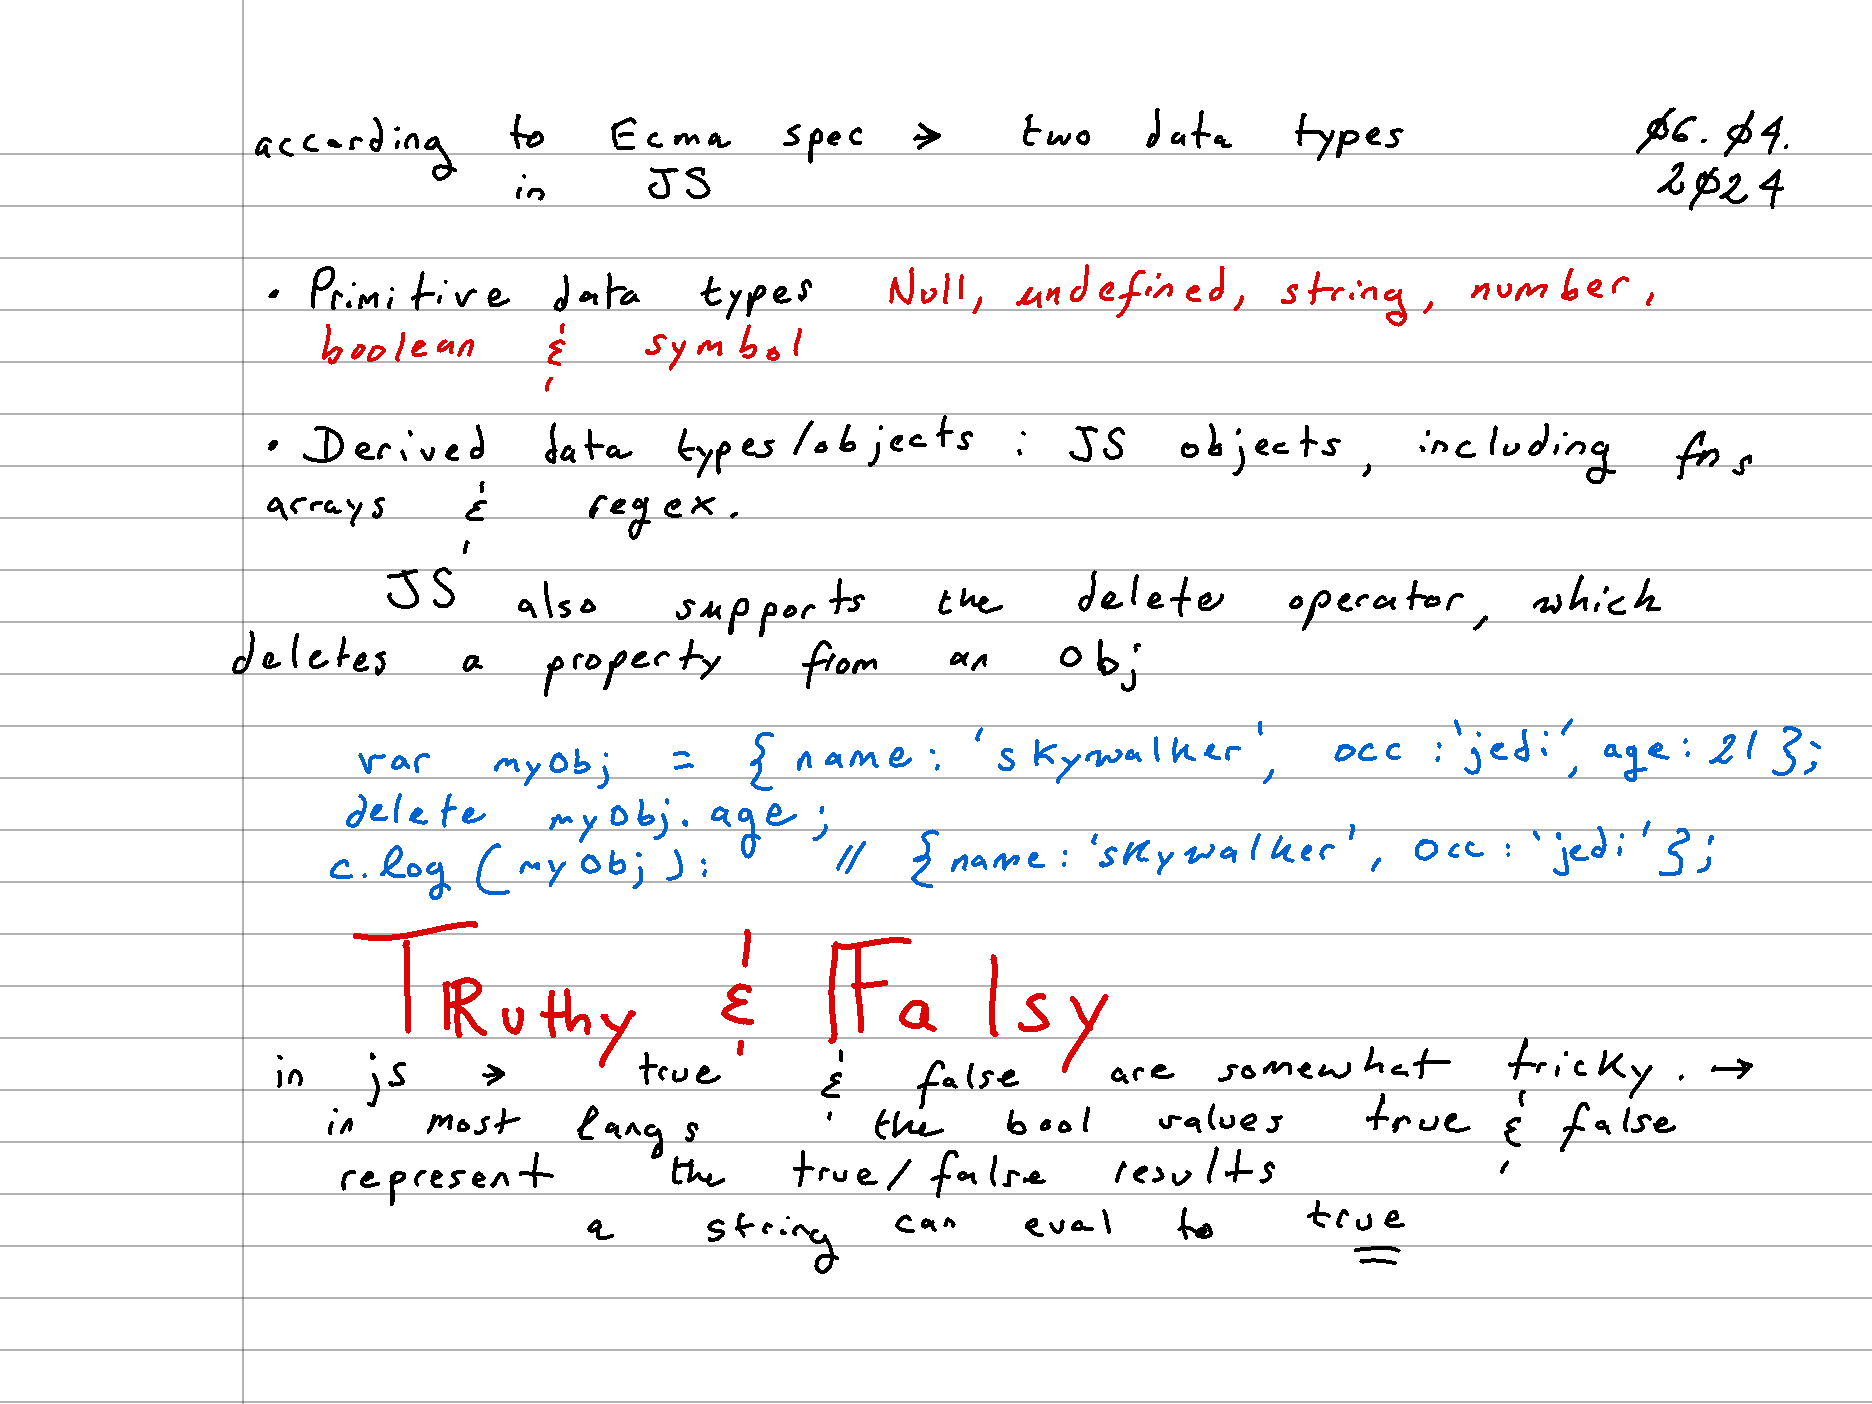 according to Ecma spec → two data types 06.04.
in JS 2024
• Primitive data types Null, undefined, string, number,
boolean & symbol
• Derived data types/objects : JS objects, including fns
arrays & regex.
JS also supports the delete operator, which
deletes a property from an obj
var myObj = { name: 'skywalker', occ :'jedi', age: 21 };
delete myObj.age;
c.log (myObj): // {name:'skywalker', occ: 'jedi'};
TRuthy & Falsy
in js → true & false are somewhat tricky. →
in most langs the bool values true & false
represent the true/false results
a string can eval to true